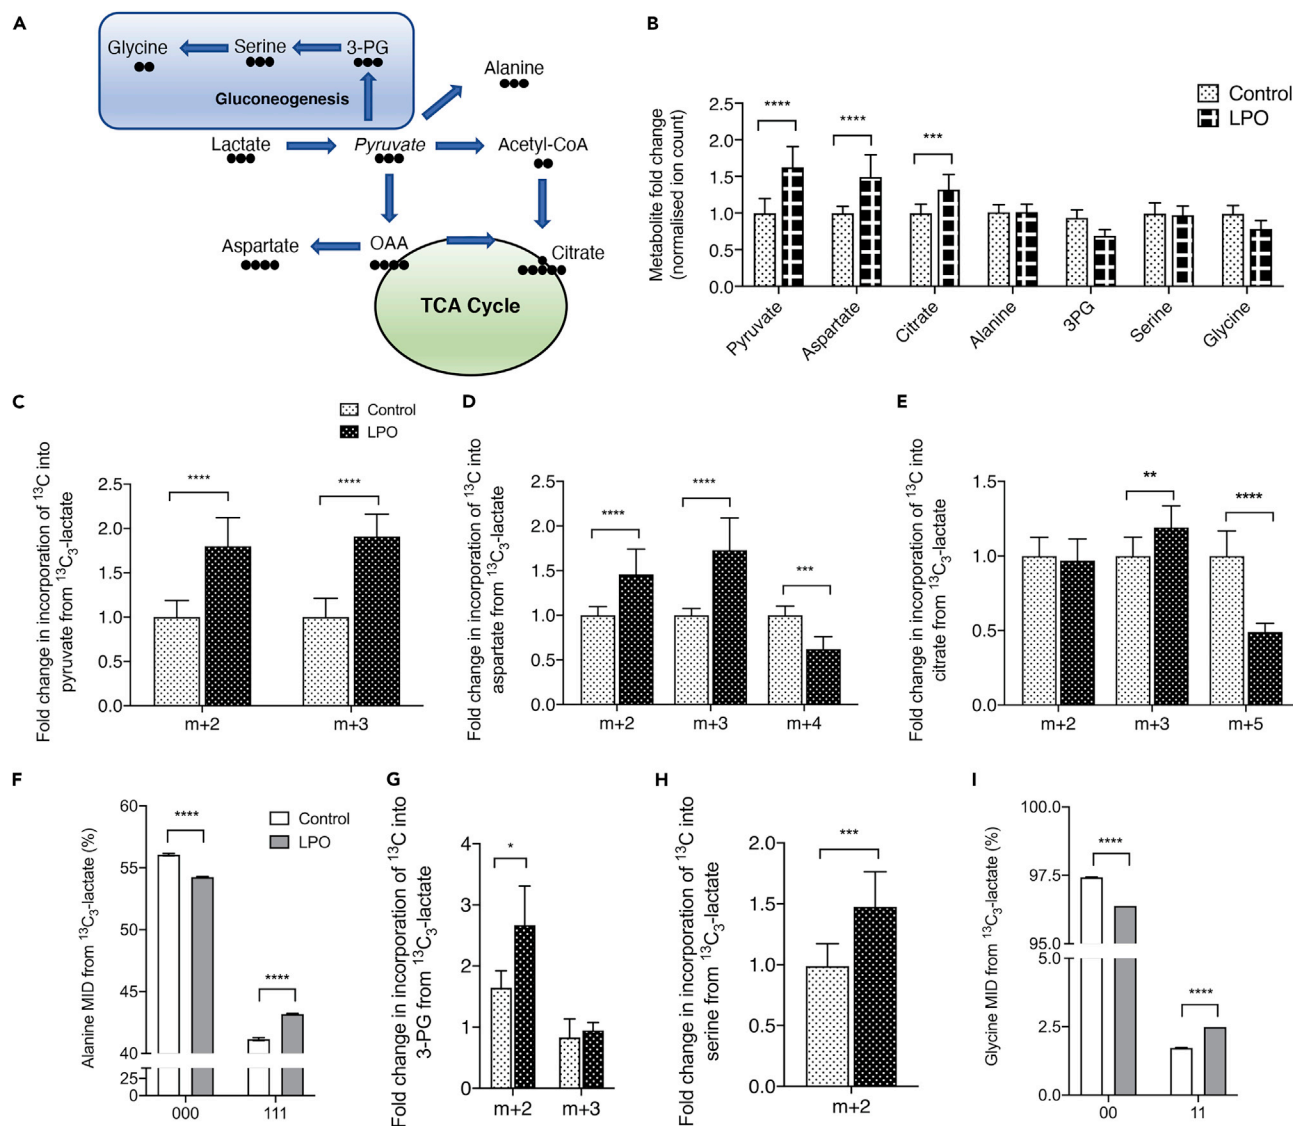 A
Glycine
Serine
3-PG
Gluconeogenesis
Alanine
Lactate
Pyruvate
Acetyl-CoA
Aspartate
OAA
Citrate
TCA Cycle
B
Control
LPO
Metabolite fold change
(normalised ion count)
2.5
2.0
1.5
1.0
0.5
0.0
****
****
***
Pyruvate
Aspartate
Citrate
Alanine
3PG
Serine
Glycine
C
Control
LPO
Fold change in incorporation of 13C into
pyruvate from 13C3-lactate
2.5
2.0
1.5
1.0
0.5
0.0
****
****
m+2
m+3
D
Fold change in incorporation of 13C into
aspartate from 13C3-lactate
2.5
2.0
1.5
1.0
0.5
0.0
****
****
***
m+2
m+3
m+4
E
Fold change in incorporation of 13C into
citrate from 13C3-lactate
1.5
1.0
0.5
0.0
**
****
m+2
m+3
m+5
F
Control
LPO
Alanine MID from 13C3-lactate (%)
60
55
50
45
40
25
0
****
****
000
111
G
Fold change in incorporation of 13C into
3-PG from 13C3-lactate
4
3
2
1
0
*
m+2
m+3
H
Fold change in incorporation of 13C into
serine from 13C3-lactate
2.0
1.5
1.0
0.5
0.0
***
m+2
I
Glycine MID from 13C3-lactate (%)
100.0
97.5
95.0
5.0
2.5
0.0
****
****
00
11